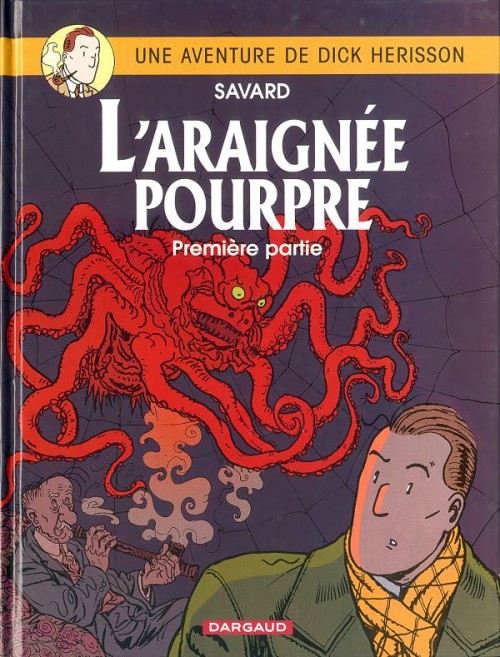 UNE AVENTURE DE DICK HERISSON
SAVARD
L'ARAIGNÉE
POURPRE
Première partie
DARGAUD